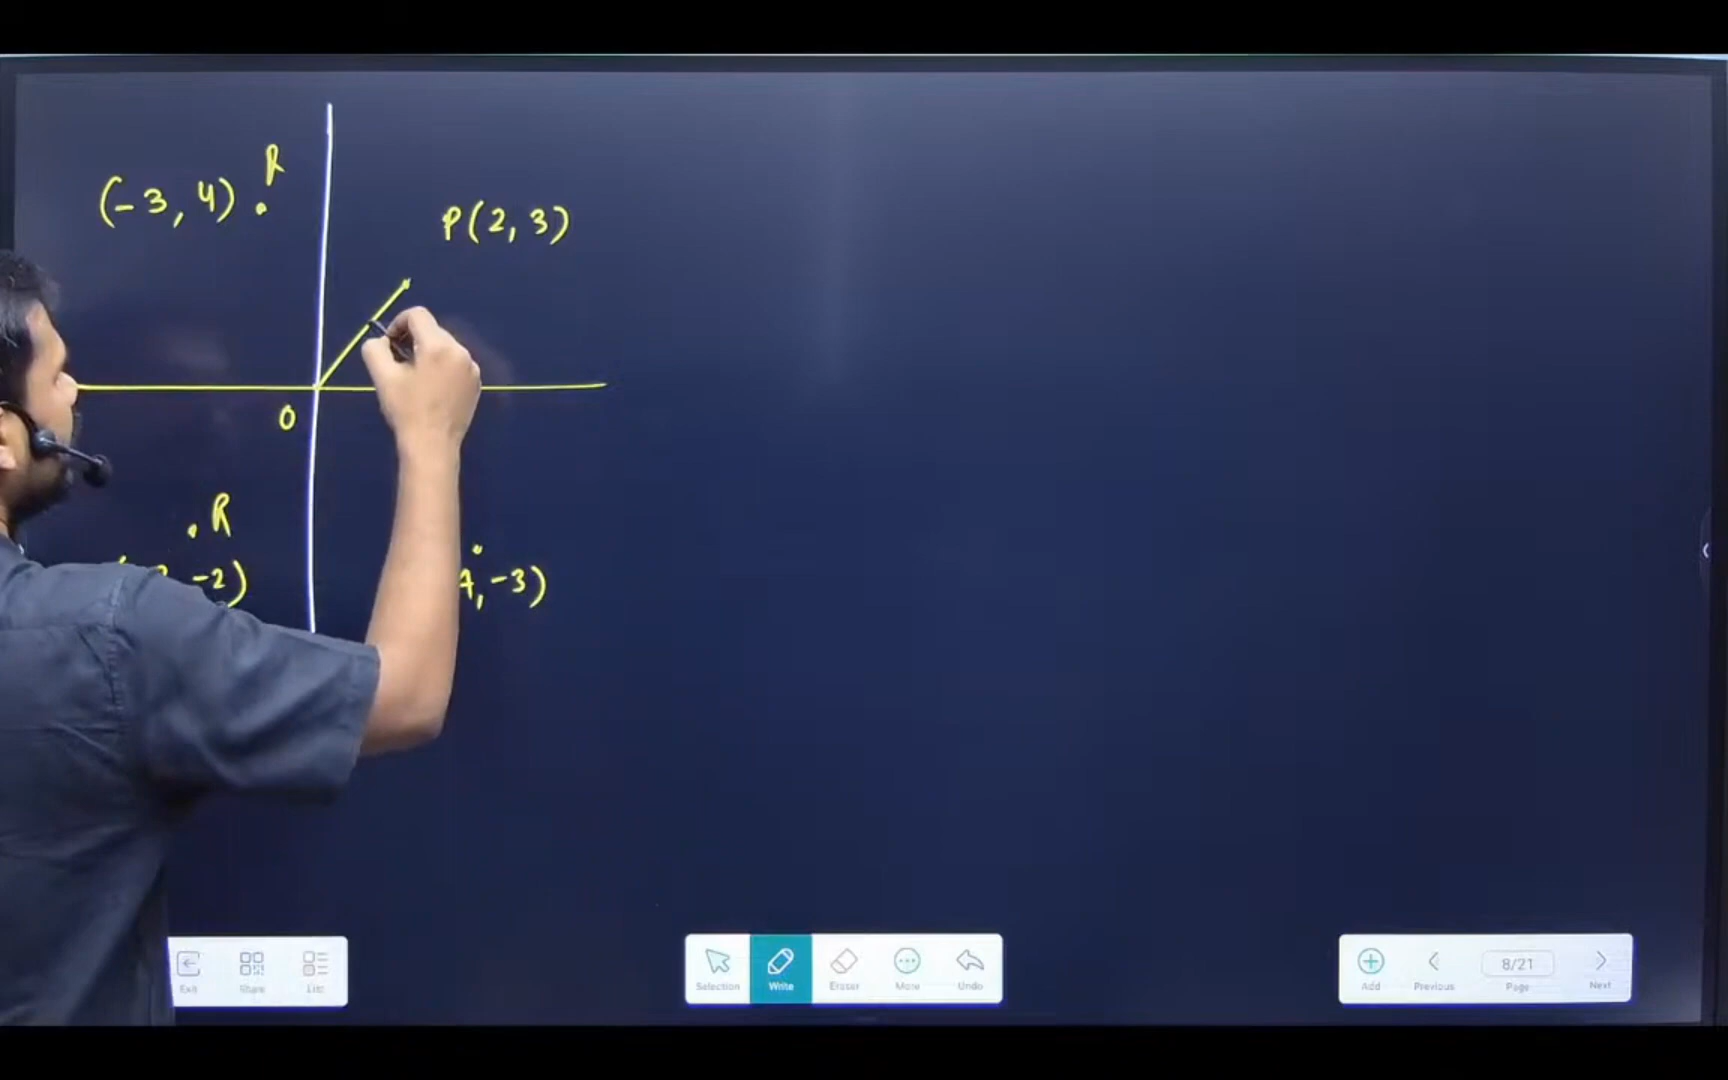 R
(-3, 4)
P(2, 3)
0
R
-2)
, -3)
Exit
Share
List
Selection
Write
Eraser
More
Undo
Add
Previous
8/21
Page
Next